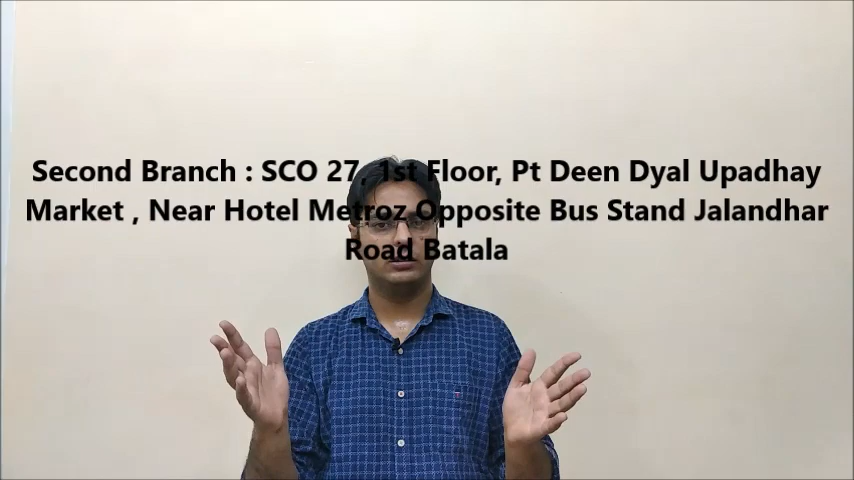 Second Branch : SCO 27, 1st Floor, Pt Deen Dyal Upadhay
Market , Near Hotel Metroz Opposite Bus Stand Jalandhar
Road Batala